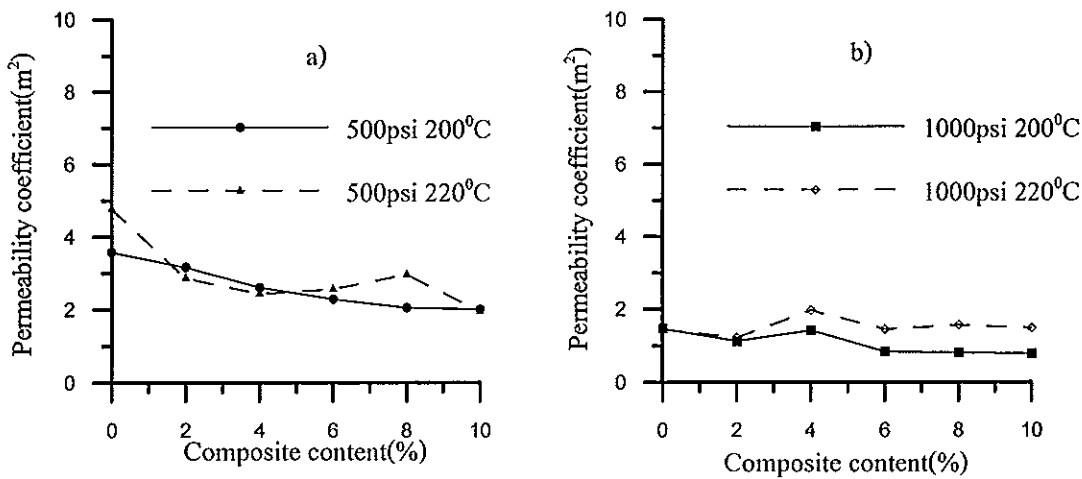 a)
Permeability coefficient(m²)
10
8
6
4
2
0
500psi 200⁰C
500psi 220⁰C
0 2 4 6 8 10
Composite content(%)
b)
Permeability coefficient(m²)
10
8
6
4
2
0
1000psi 200⁰C
1000psi 220⁰C
0 2 4 6 8 10
Composite content(%)